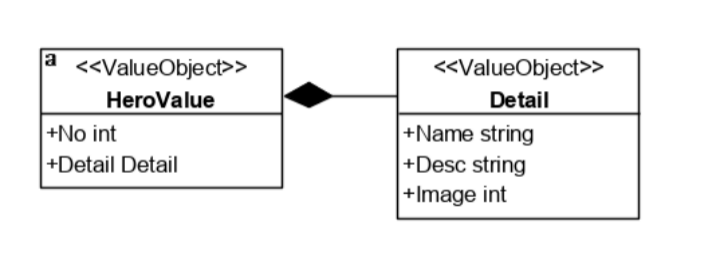 a
<<ValueObject>>
HeroValue
+No int
+Detail Detail
<<ValueObject>>
Detail
+Name string
+Desc string
+Image int